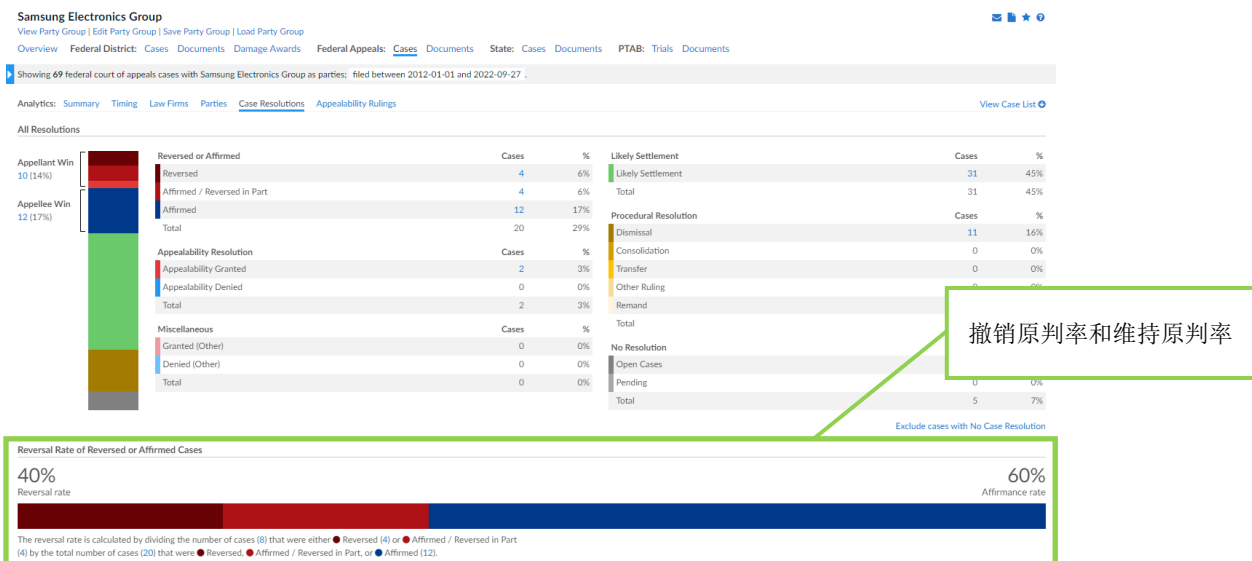 Samsung Electronics Group
View Party Group | Edit Party Group | Save Party Group | Load Party Group
Overview Federal District: Cases Documents Damage Awards Federal Appeals: Cases Documents State: Cases Documents PTAB: Trials Documents
Showing 69 federal court of appeals cases with Samsung Electronics Group as parties; filed between 2012-01-01 and 2022-09-27 .
Analytics: Summary Timing Law Firms Parties Case Resolutions Appealability Rulings View Case List
All Resolutions
Appellant Win
10 (14%)
Appellee Win
12 (17%)
Reversed or Affirmed Cases %
Reversed 4 6%
Affirmed / Reversed in Part 4 6%
Affirmed 12 17%
Total 20 29%
Appealability Resolution Cases %
Appealability Granted 2 3%
Appealability Denied 0 0%
Total 2 3%
Miscellaneous Cases %
Granted (Other) 0 0%
Denied (Other) 0 0%
Total 0 0%
Likely Settlement Cases %
Likely Settlement 31 45%
Total 31 45%
Procedural Resolution Cases %
Dismissal 11 16%
Consolidation 0 0%
Transfer 0 0%
Other Ruling
Remand
Total
No Resolution
Open Cases
Pending 0 0%
Total 5 7%
撤销原判率和维持原判率
Exclude cases with No Case Resolution
Reversal Rate of Reversed or Affirmed Cases
40% 60%
Reversal rate Affirmance rate
The reversal rate is calculated by dividing the number of cases (8) that were either Reversed (4) or Affirmed / Reversed in Part
(4) by the total number of cases (20) that were Reversed, Affirmed / Reversed in Part, or Affirmed (12).